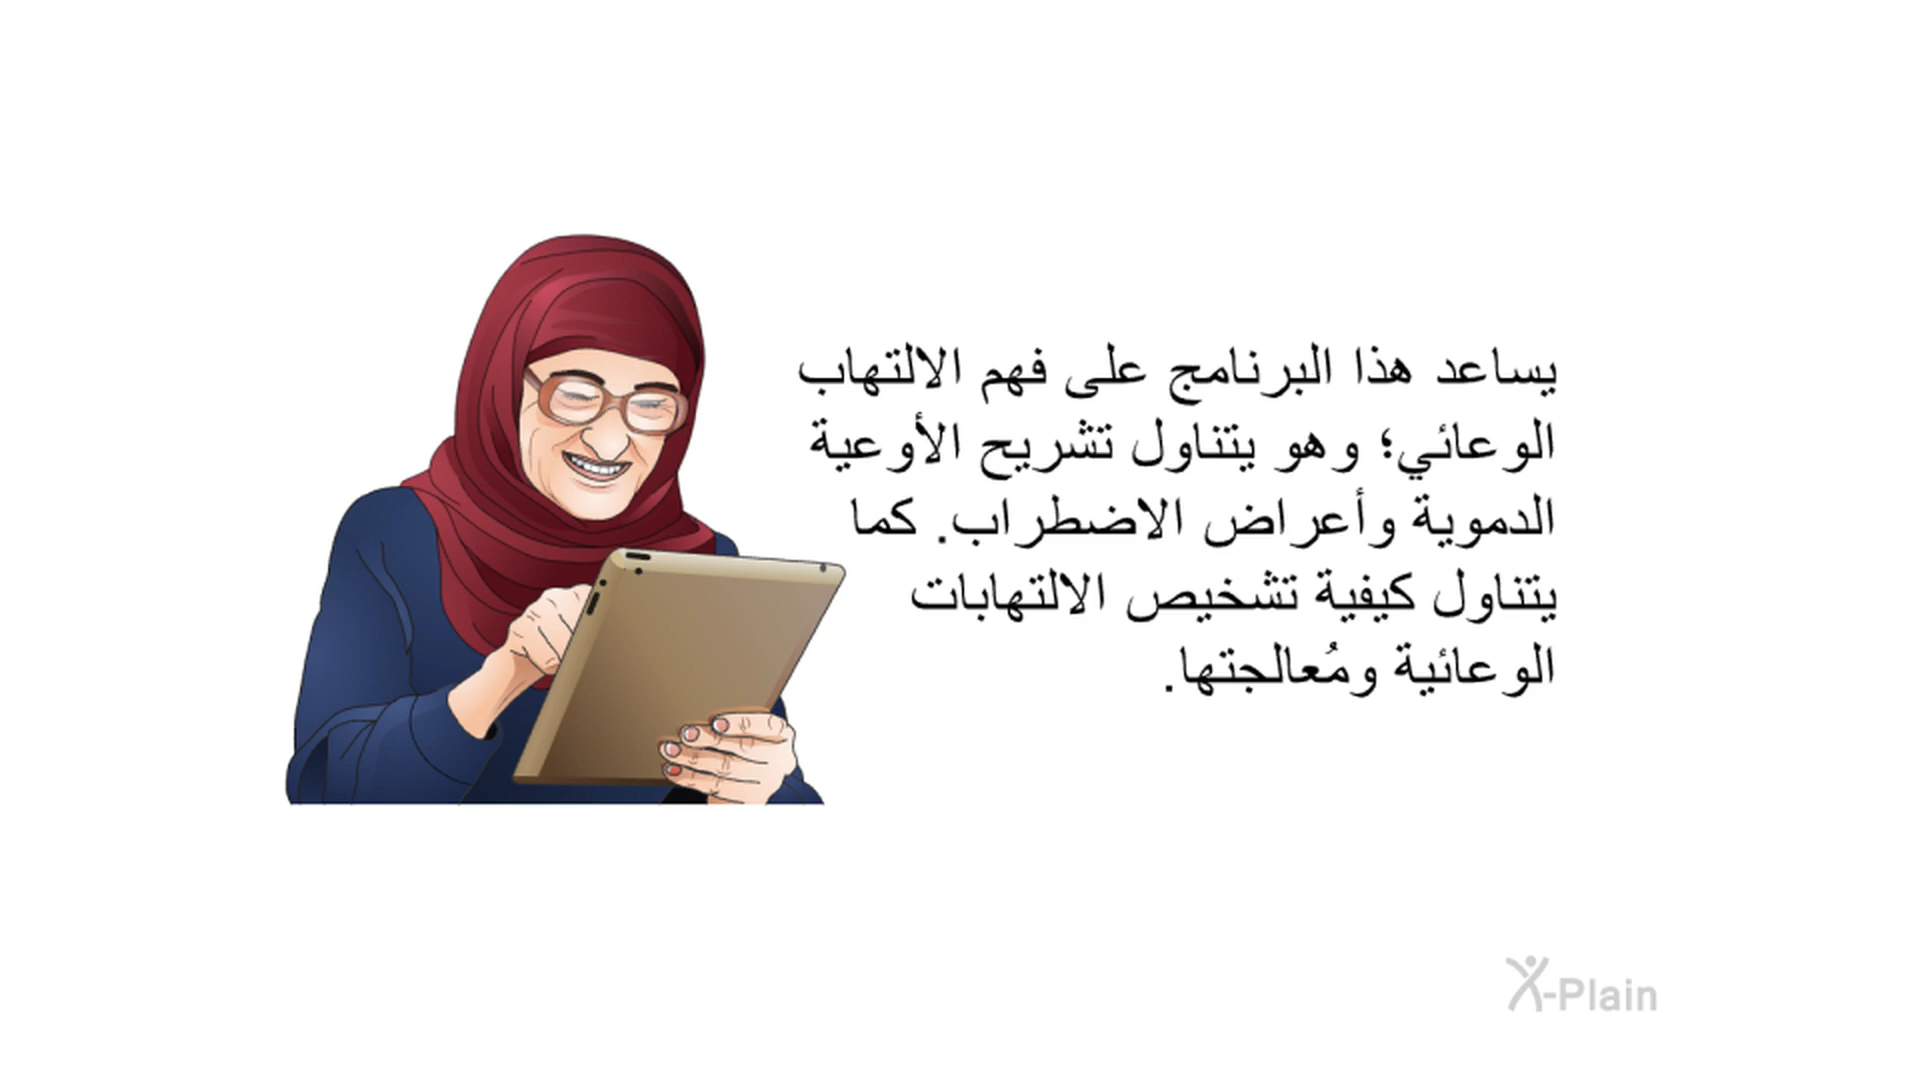 يساعد هذا البرنامج على فهم الالتهاب
الوعائي؛ وهو يتناول تشريح الأوعية
الدموية وأعراض الاضطراب. كما
يتناول كيفية تشخيص الالتهابات
الوعائية ومُعالجتها.
X-Plain